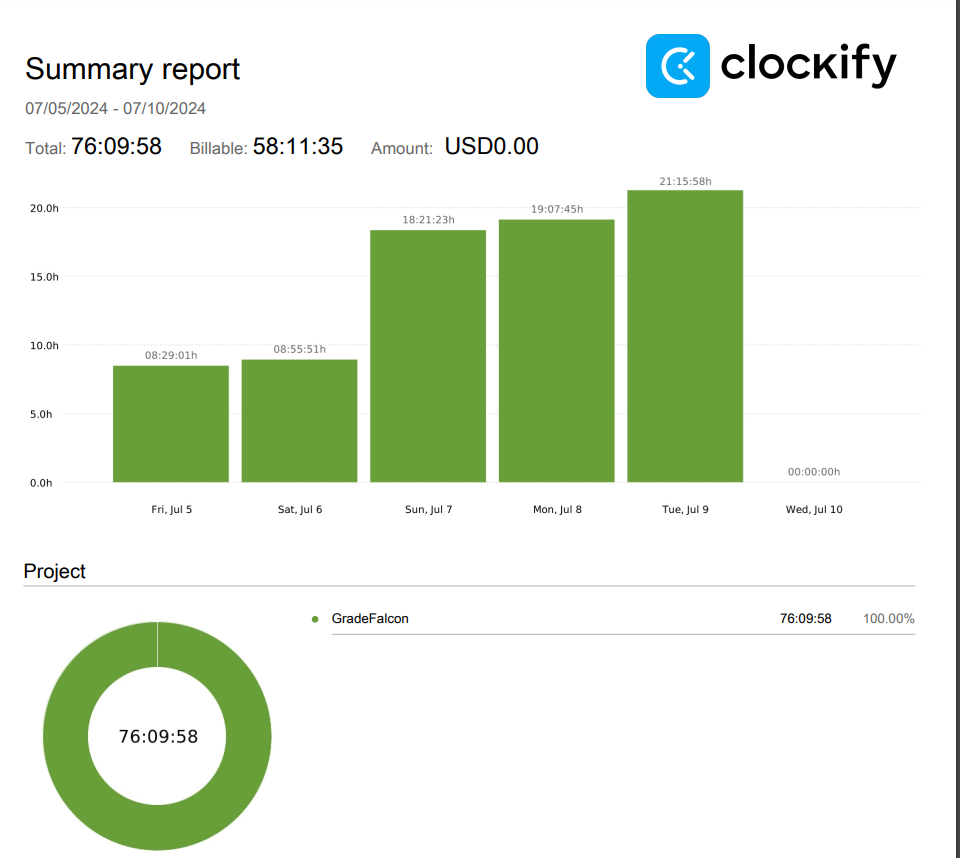 clockify
Summary report
07/05/2024 - 07/10/2024
Total: 76:09:58 Billable: 58:11:35 Amount: USD0.00
21:15:58h
20.0h
19:07:45h
18:21:23h
15.0h
10.0h
08:55:51h
08:29:01h
5.0h
00:00:00h
0.0h
Fri, Jul 5 Sat, Jul 6 Sun, Jul 7 Mon, Jul 8 Tue, Jul 9 Wed, Jul 10
Project
GradeFalcon 76:09:58 100.00%
76:09:58